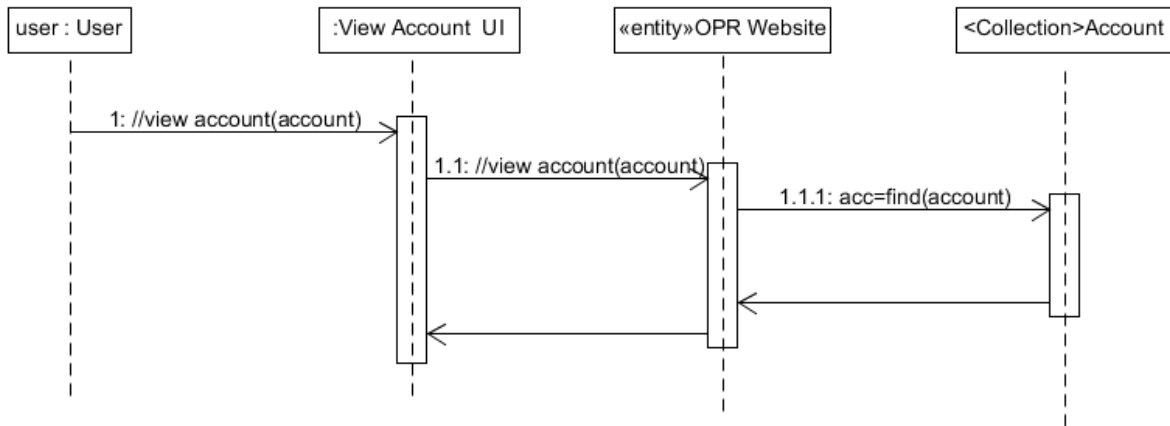 user : User
:View Account UI
«entity»OPR Website
<Collection>Account
1: //view account(account)
1.1: //view account(account)
1.1.1: acc=find(account)